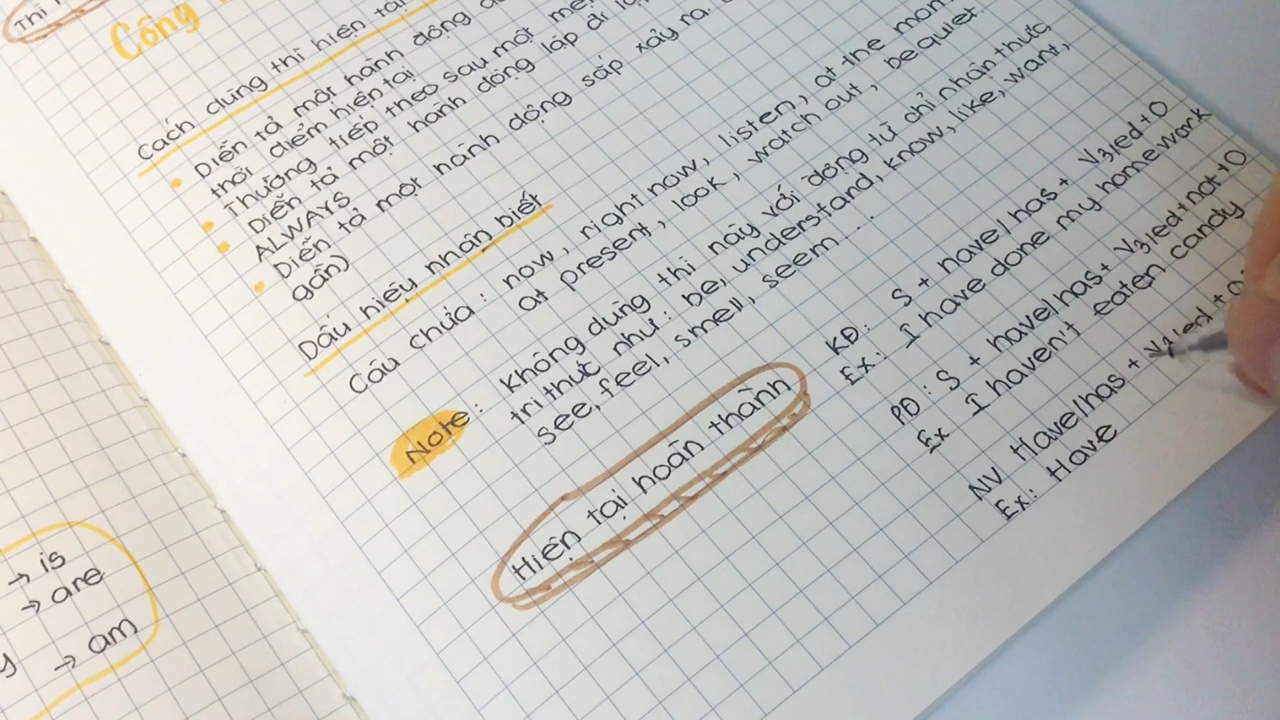 Thì
Công
Cách dùng thì hiện tại
Diễn tả một hành động
thời điểm hiện tại
Thường tiếp theo sau một
Diễn tả một hành động lặp đi
ALWAYS
Diễn tả một hành động sắp xảy ra.
gần)
Dấu hiệu nhận biết
Câu chứa : now, right now, listen, at the mom
at present, look, watch out, be quiet
Note : Không dùng thì này với động từ chỉ nhận thức,
tri thức như : be, understand, know, like, want,
see, feel, smell, seem ...
Hiện tại hoàn thành
KĐ: S + have/has + V3/ed + O
Ex: I have done my homework
PĐ: S + have/has + V3/ed + not + O
Ex I haven't eaten candy
NV Have/has + V3/ed +
Ex: Have
→ is
→ are
→ am